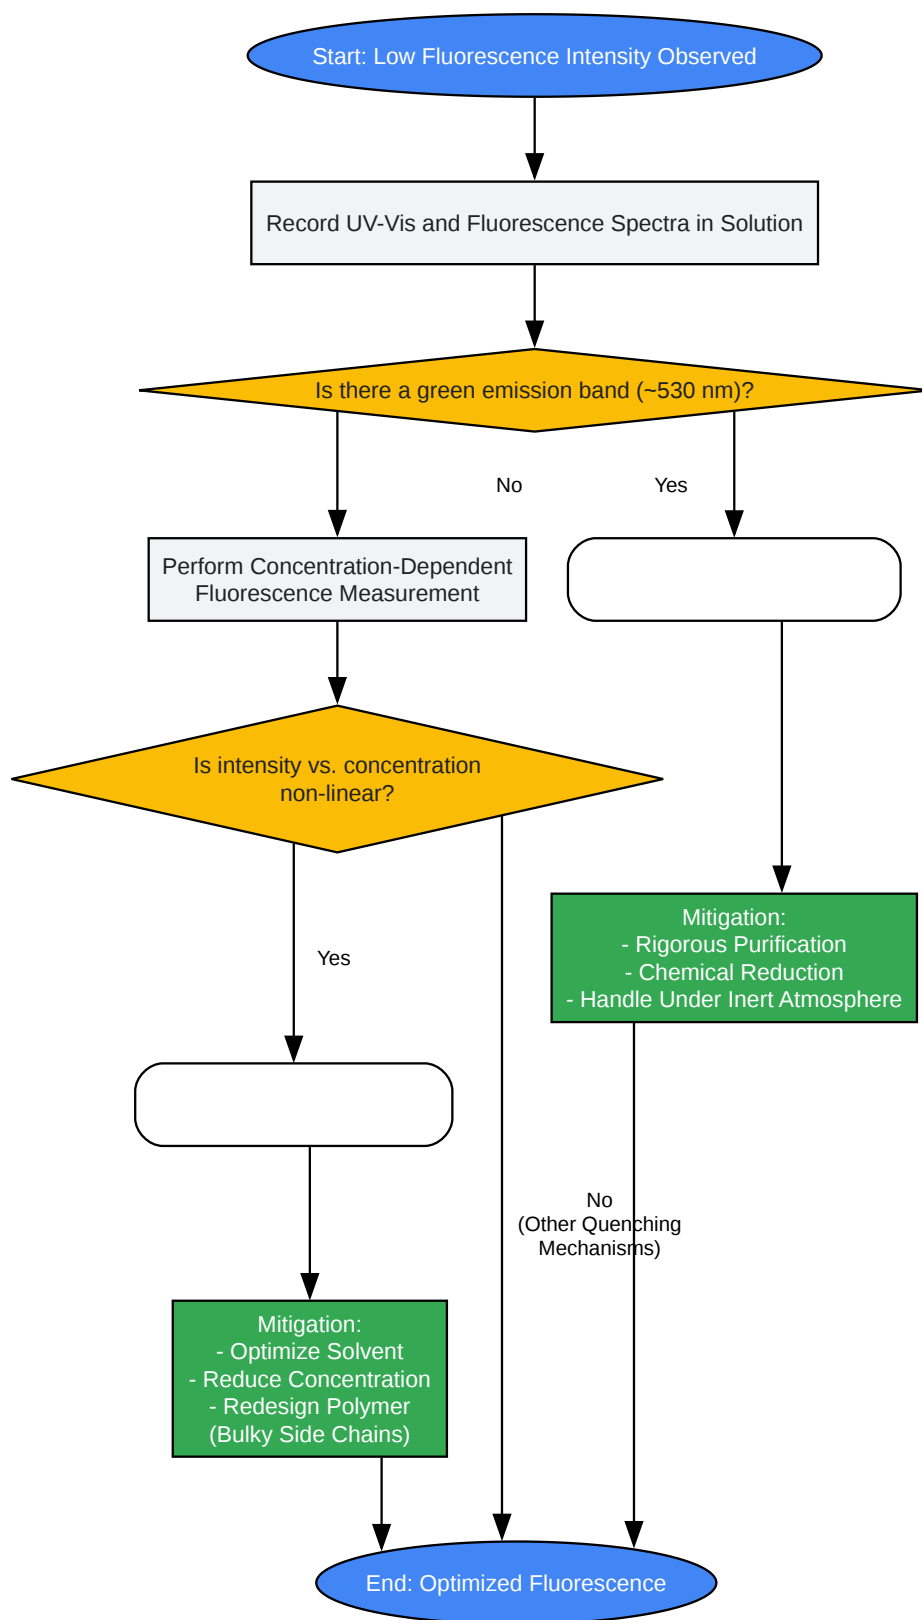 Start: Low Fluorescence Intensity Observed
Record UV-Vis and Fluorescence Spectra in Solution
Is there a green emission band (~530 nm)?
No
Yes
Perform Concentration-Dependent
Fluorescence Measurement
Is intensity vs. concentration
non-linear?
Mitigation:
- Rigorous Purification
- Chemical Reduction
- Handle Under Inert Atmosphere
Yes
No
(Other Quenching
Mechanisms)
Mitigation:
- Optimize Solvent
- Reduce Concentration
- Redesign Polymer
(Bulky Side Chains)
End: Optimized Fluorescence